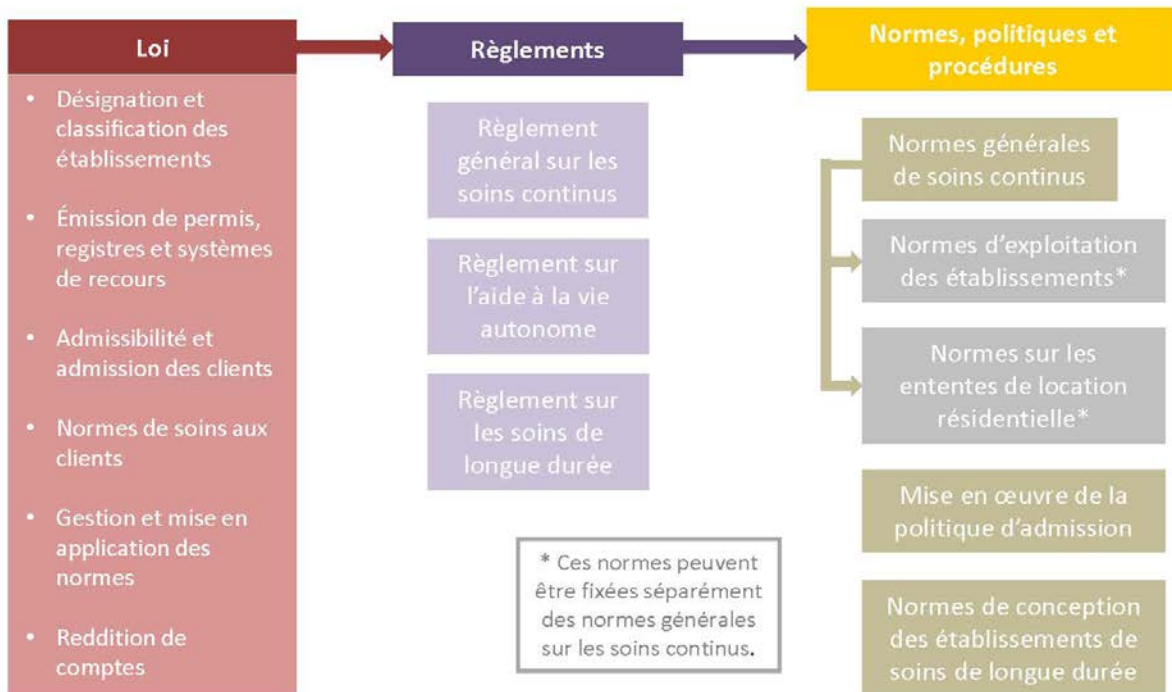 Loi
• Désignation et
classification des
établissements
• Émission de permis,
registres et systèmes
de recours
• Admissibilité et
admission des clients
• Normes de soins aux
clients
• Gestion et mise en
application des
normes
• Reddition de
comptes
Règlements
Règlement
général sur les
soins continus
Règlement sur
l'aide à la vie
autonome
Règlement sur
les soins de
longue durée
* Ces normes peuvent
être fixées séparément
des normes générales
sur les soins continus.
Normes, politiques et
procédures
Normes générales
de soins continus
Normes d'exploitation
des établissements*
Normes sur les
ententes de location
résidentielle*
Mise en œuvre de la
politique d'admission
Normes de conception
des établissements de
soins de longue durée